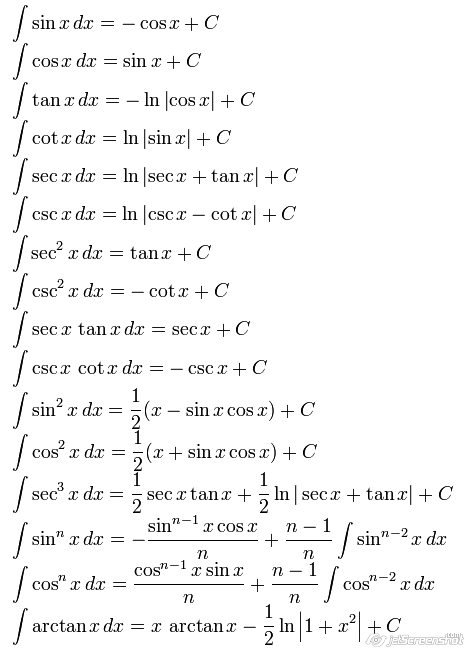 ∫ sin x dx = − cos x + C
∫ cos x dx = sin x + C
∫ tan x dx = − ln |cos x| + C
∫ cot x dx = ln |sin x| + C
∫ sec x dx = ln |sec x + tan x| + C
∫ csc x dx = ln |csc x − cot x| + C
∫ sec² x dx = tan x + C
∫ csc² x dx = − cot x + C
∫ sec x tan x dx = sec x + C
∫ csc x cot x dx = − csc x + C
∫ sin² x dx = 1/2 (x − sin x cos x) + C
∫ cos² x dx = 1/2 (x + sin x cos x) + C
∫ sec³ x dx = 1/2 sec x tan x + 1/2 ln | sec x + tan x| + C
∫ sinⁿ x dx = − (sinⁿ⁻¹ x cos x)/n + (n − 1)/n ∫ sinⁿ⁻² x dx
∫ cosⁿ x dx = (cosⁿ⁻¹ x sin x)/n + (n − 1)/n ∫ cosⁿ⁻² x dx
∫ arctan x dx = x arctan x − 1/2 ln |1 + x²| + C
jetScreenshot